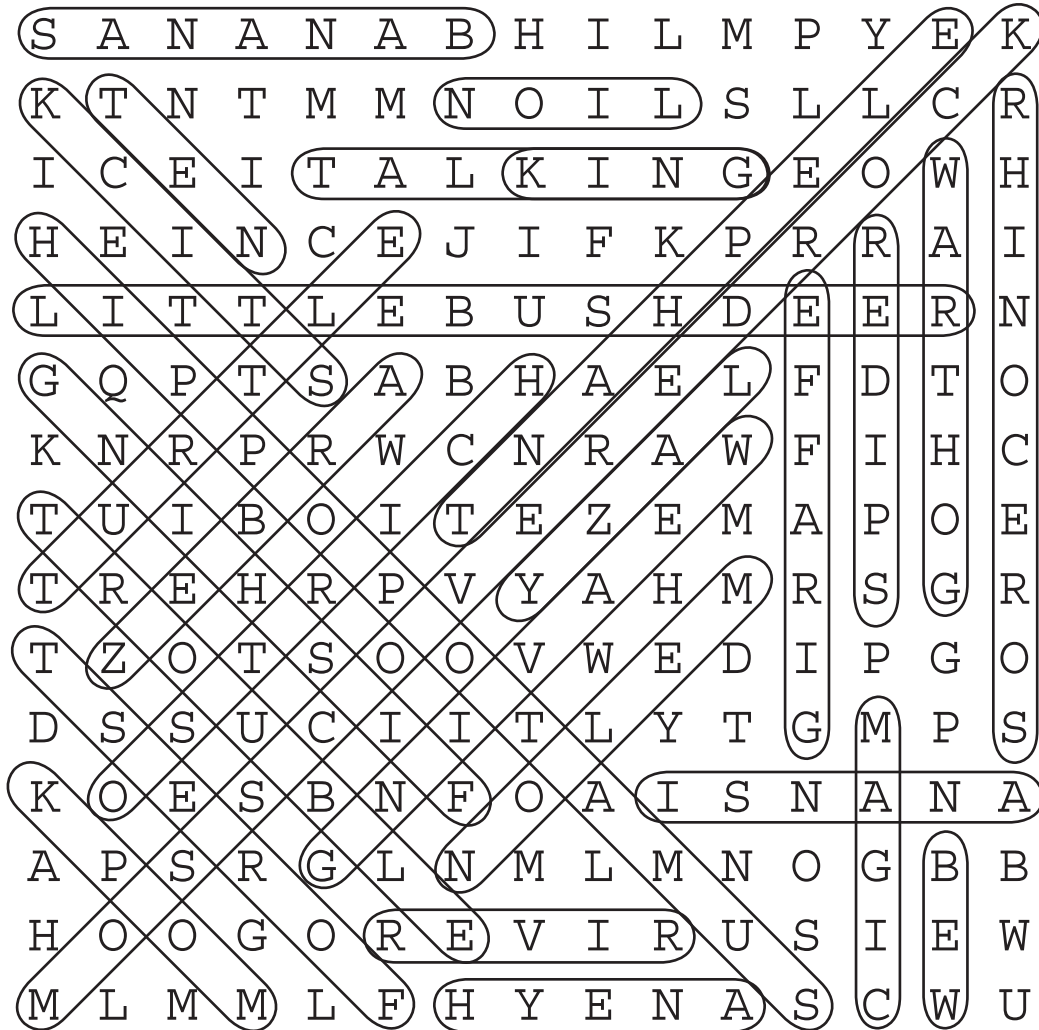 S A N A N A B H I L M P Y E K
K T N T M M N O I L S L L C R
I C E I T A L K I N G E O W H
H E I N C E J I F K P R R A I
L I T T L E B U S H D E E R N
G Q P T S A B H A E L F D T O
K N R P R W C N R A W F I H C
T U I B O I T E Z E M A P O E
T R E H R P V Y A H M R S G R
T Z O T S O O V W E D I P G O
D S S U C I I T L Y T G M P S
K O E S B N F O A I S N A N A
A P S R G L N M L M N O G B B
H O O G O R E V I R U S I E W
M L M M L F H Y E N A S C W U